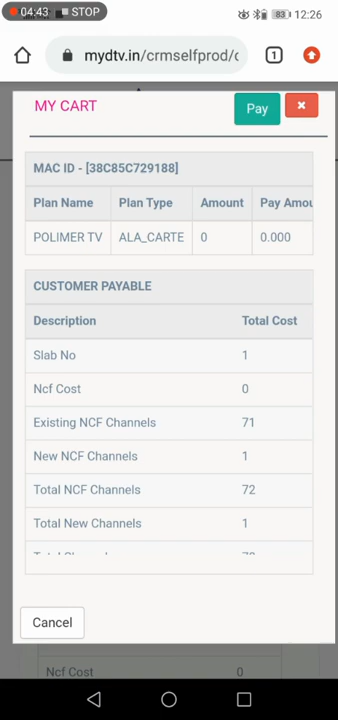 04:43 STOP
83 12:26
mydtv.in/crmselfprod/c
1
MY CART
Pay
MAC ID - [38C85C729188]
Plan Name Plan Type Amount Pay Amou
POLIMER TV ALA_CARTE 0 0.000
CUSTOMER PAYABLE
Description Total Cost
Slab No 1
Ncf Cost 0
Existing NCF Channels 71
New NCF Channels 1
Total NCF Channels 72
Total New Channels 1
Cancel
Ncf Cost 0